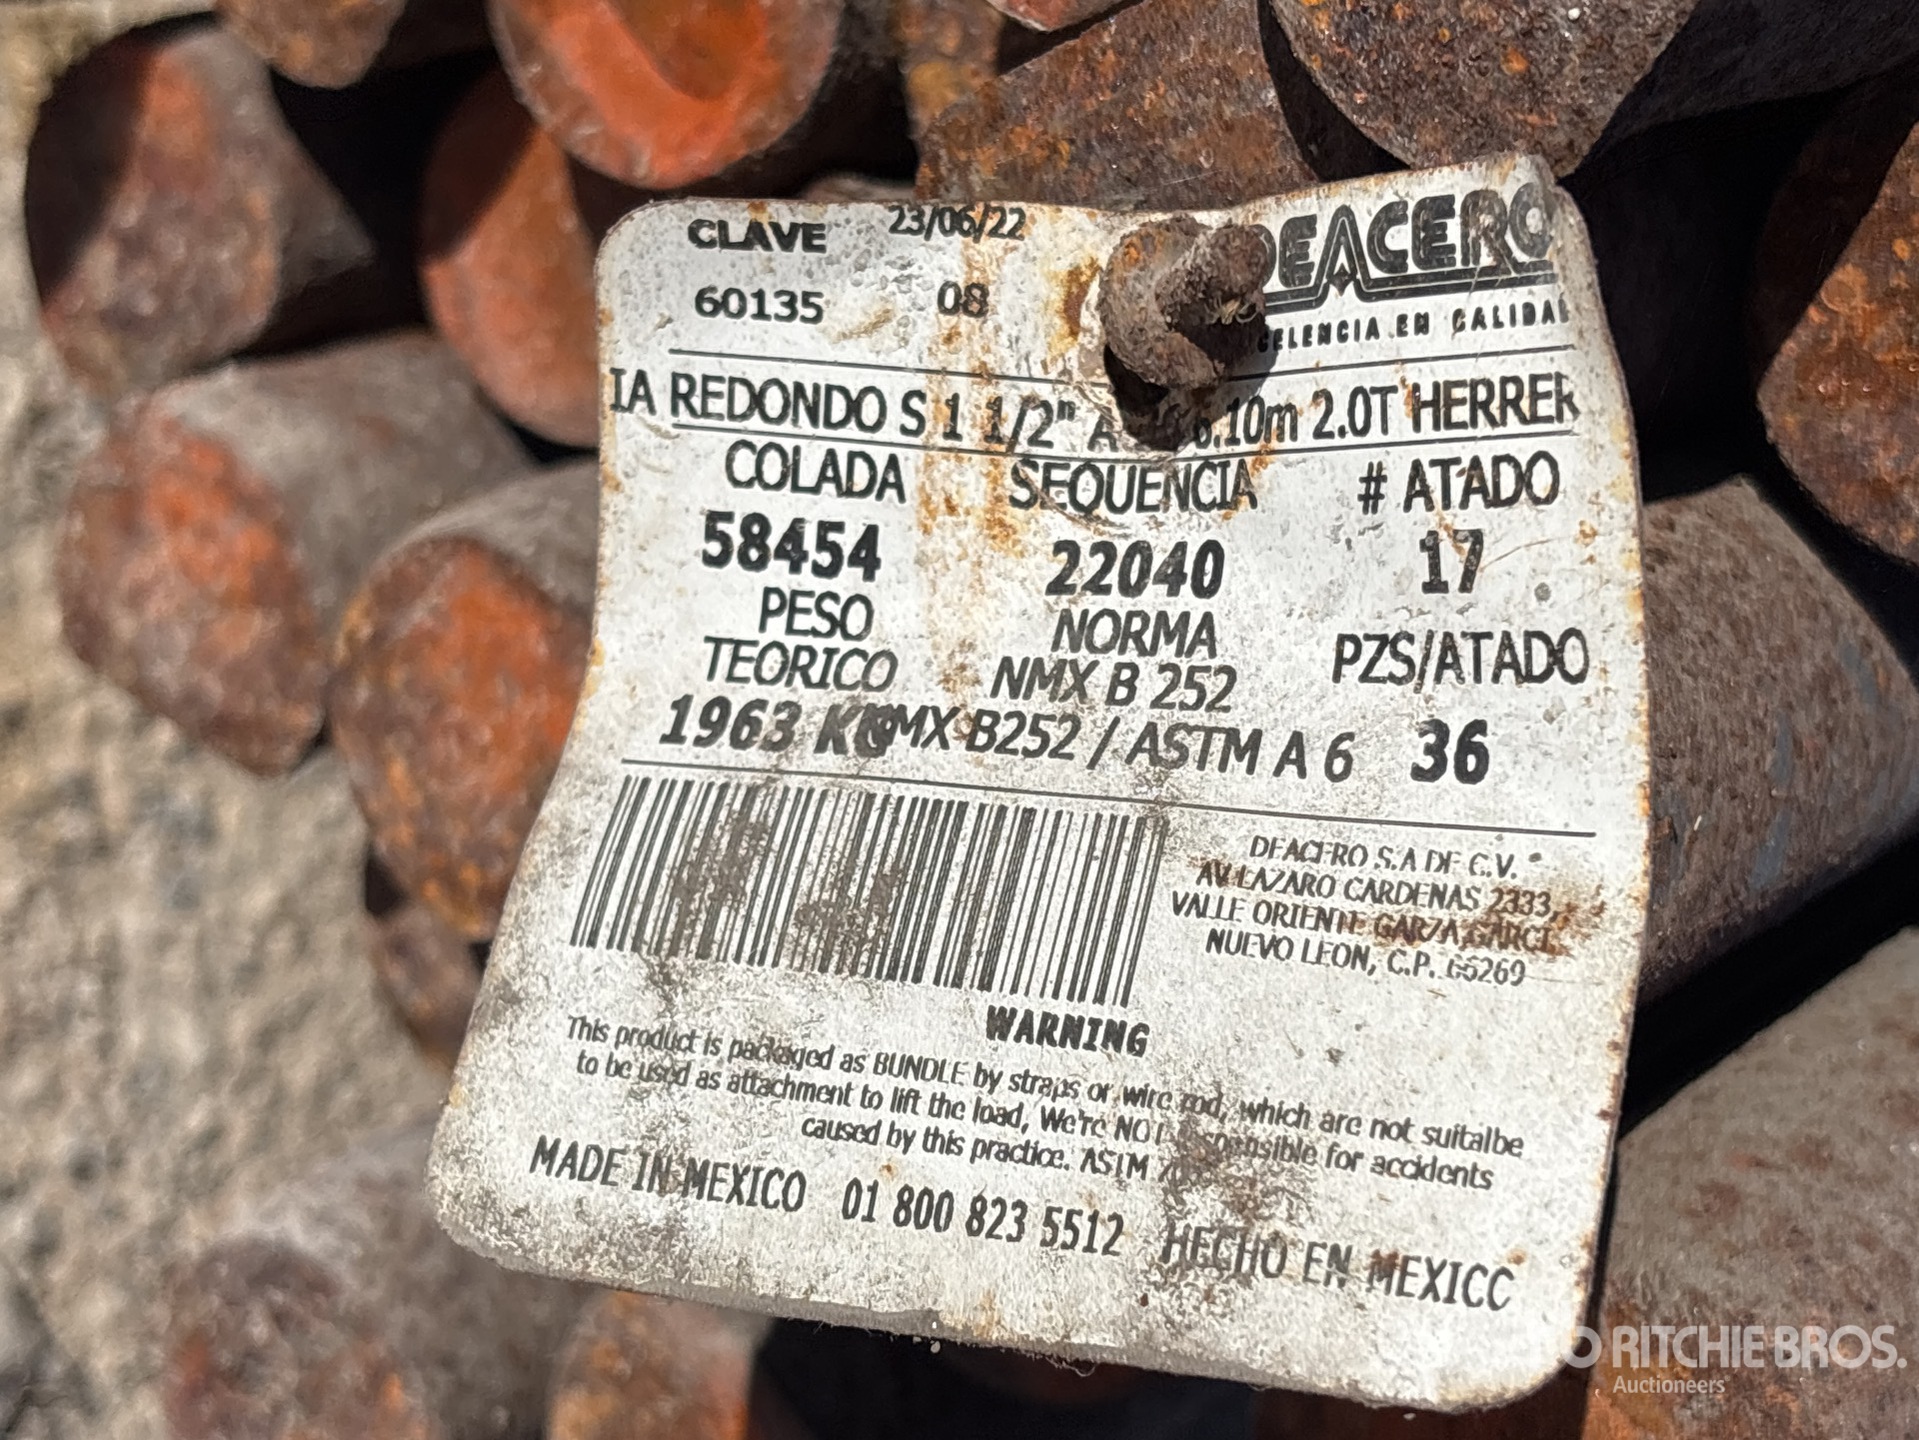 CLAVE 23/06/22 DEACERO
60135 08
CELENCIA EN CALIDAD
IA REDONDO S 1 1/2" A 6.10m 2.0T HERRER
COLADA SEQUENCIA # ATADO
58454 22040 17
PESO NORMA PZS/ATADO
TEORICO NMX B 252
1963 KG MX B252 / ASTM A 6 36
DEACERO S.A DE C.V.
AV LAZARO CARDENAS 2333,
VALLE ORIENTE GARZA GARCI.
NUEVO LEON, C.P. 66269
WARNING
This product is packaged as BUNDLE by straps or wire rod, which are not suitalbe
to be used as attachment to lift the load, We're NOT responsible for accidents
caused by this practice. ASTM
MADE IN MEXICO 01 800 823 5512 HECHO EN MEXICO
RITCHIE BROS.
Auctioneers